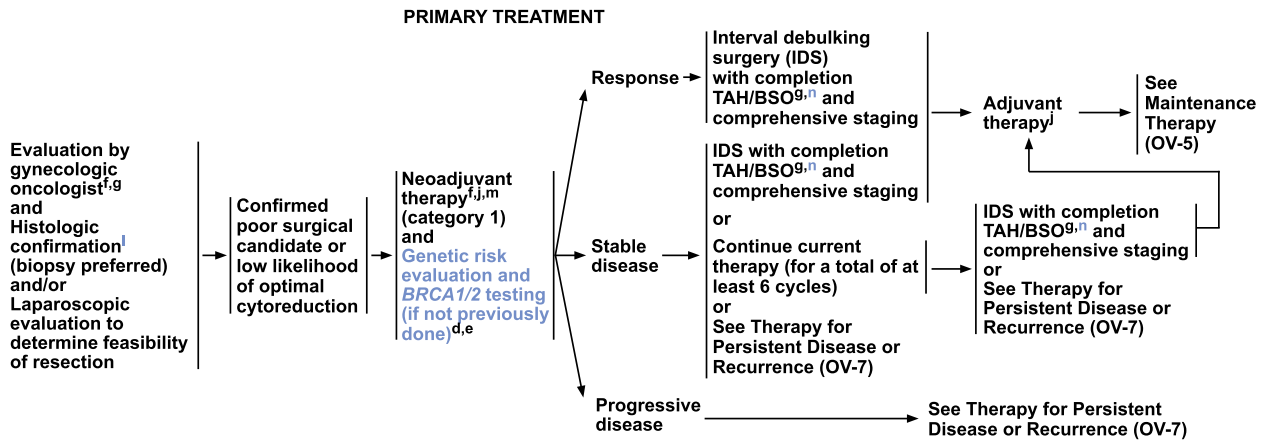 PRIMARY TREATMENT
Evaluation by
gynecologic
oncologistf,g
and
Histologic
confirmationl
(biopsy preferred)
and/or
Laparoscopic
evaluation to
determine feasibility
of resection
Confirmed
poor surgical
candidate or
low likelihood
of optimal
cytoreduction
Neoadjuvant
therapyf,j,m
(category 1)
and
Genetic risk
evaluation and
BRCA1/2 testing
(if not previously
done)d,e
Response
Interval debulking
surgery (IDS)
with completion
TAH/BSOg,n and
comprehensive staging
Stable
disease
IDS with completion
TAH/BSOg,n and
comprehensive staging
or
Continue current
therapy (for a total of at
least 6 cycles)
or
See Therapy for
Persistent Disease or
Recurrence (OV-7)
Adjuvant
therapyj
See
Maintenance
Therapy
(OV-5)
IDS with completion
TAH/BSOg,n and
comprehensive staging
or
See Therapy for
Persistent Disease or
Recurrence (OV-7)
Progressive
disease
See Therapy for Persistent
Disease or Recurrence (OV-7)